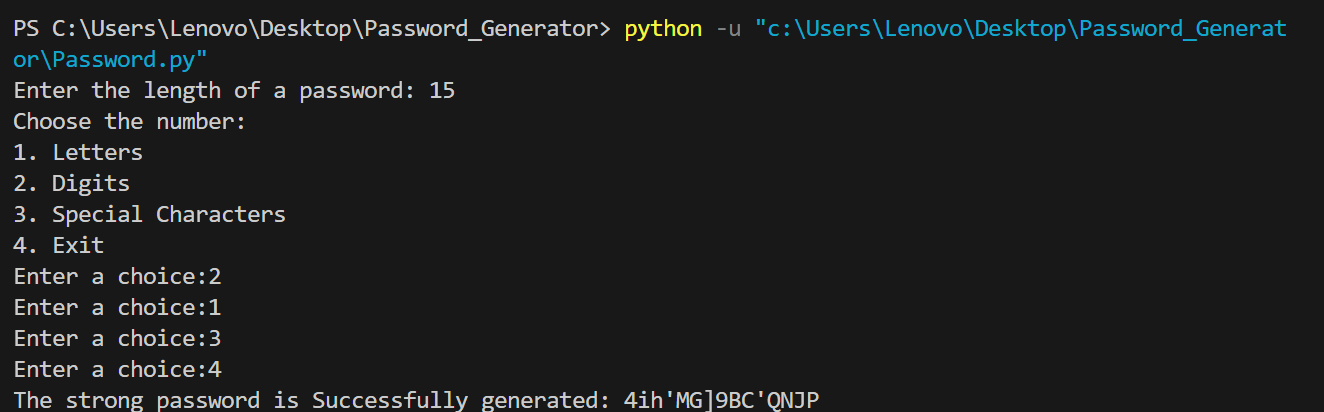 PS C:\Users\Lenovo\Desktop\Password_Generator> python -u "c:\Users\Lenovo\Desktop\Password_Generat
or\Password.py"
Enter the length of a password: 15
Choose the number:
1. Letters
2. Digits
3. Special Characters
4. Exit
Enter a choice:2
Enter a choice:1
Enter a choice:3
Enter a choice:4
The strong password is Successfully generated: 4ih'MG]9BC'QNJP